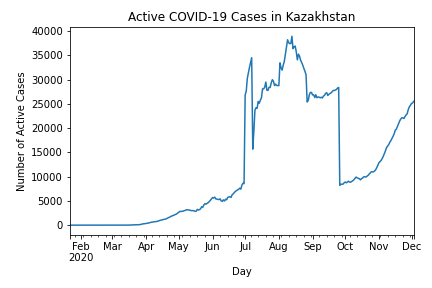 Active COVID-19 Cases in Kazakhstan
40000
35000
30000
25000
20000
15000
10000
5000
0
Number of Active Cases
Feb Mar Apr May Jun Jul Aug Sep Oct Nov Dec
2020
Day